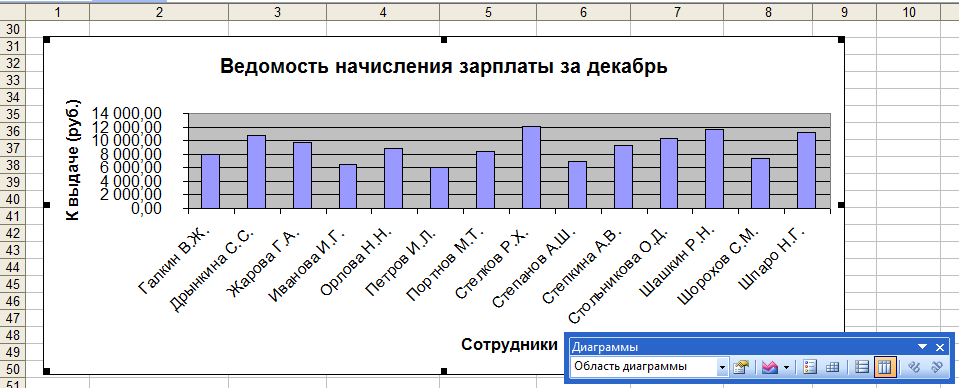 1 2 3 4 5 6 7 8 9 10
30
31
32
33
34
35
36
37
38
39
40
41
42
43
44
45
46
47
48
49
50
51
Ведомость начисления зарплаты за декабрь
К выдаче (руб.)
14 000,00
12 000,00
10 000,00
8 000,00
6 000,00
4 000,00
2 000,00
0,00
Галкин В.Ж.
Дрынкина С.С.
Жарова Г.А.
Иванова И.Г.
Орлова Н.Н.
Петров И.Л.
Портнов М.Т.
Стелков Р.Х.
Степанов А.Ш.
Степкина А.В.
Стольникова О.Д.
Шашкин Р.Н.
Шорохов С.М.
Шпаро Н.Г.
Сотрудники
Диаграммы
Область диаграммы